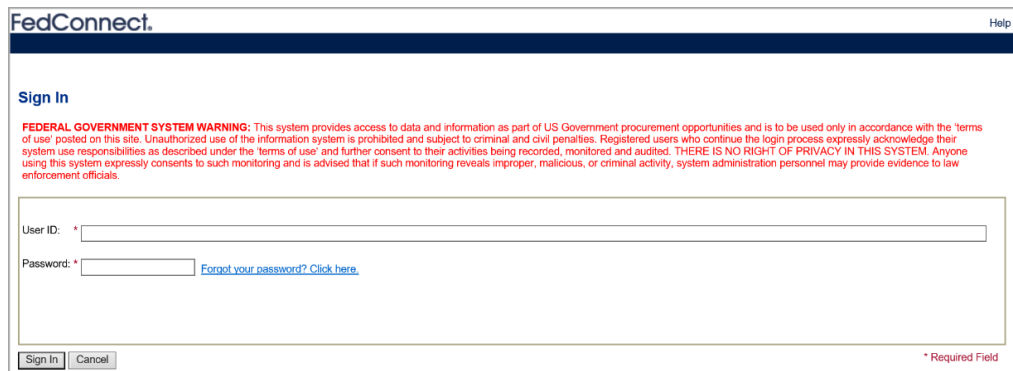 FedConnect.
Help
Sign In
FEDERAL GOVERNMENT SYSTEM WARNING: This system provides access to data and information as part of US Government procurement opportunities and is to be used only in accordance with the 'terms
of use' posted on this site. Unauthorized use of the information system is prohibited and subject to criminal and civil penalties. Registered users who continue the login process expressly acknowledge their
system use responsibilities as described under the 'terms of use' and further consent to their activities being recorded, monitored and audited. THERE IS NO RIGHT OF PRIVACY IN THIS SYSTEM. Anyone
using this system expressly consents to such monitoring and is advised that if such monitoring reveals improper, malicious, or criminal activity, system administration personnel may provide evidence to law
enforcement officials.
User ID: *
Password: * Forgot your password? Click here.
Sign In Cancel * Required Field